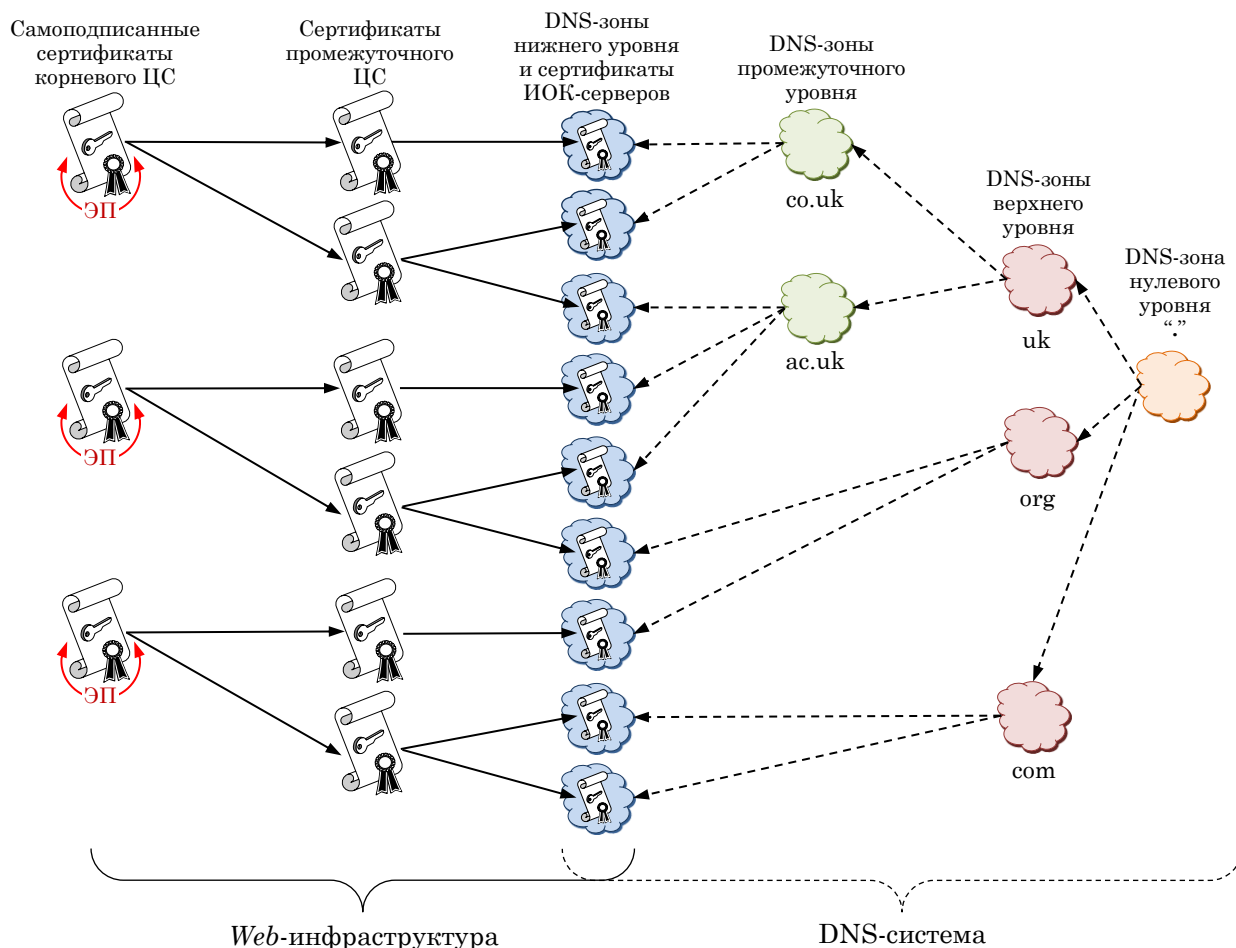 Самоподписанные
сертификаты
корневого ЦС
Сертификаты
промежуточного
ЦС
DNS-зоны
нижнего уровня
и сертификаты
ИОК-серверов
DNS-зоны
промежуточного
уровня
DNS-зоны
верхнего
уровня
DNS-зона
нулевого
уровня
“.”
ЭП
co.uk
uk
ac.uk
ЭП
org
ЭП
com
Web-инфраструктура
DNS-система